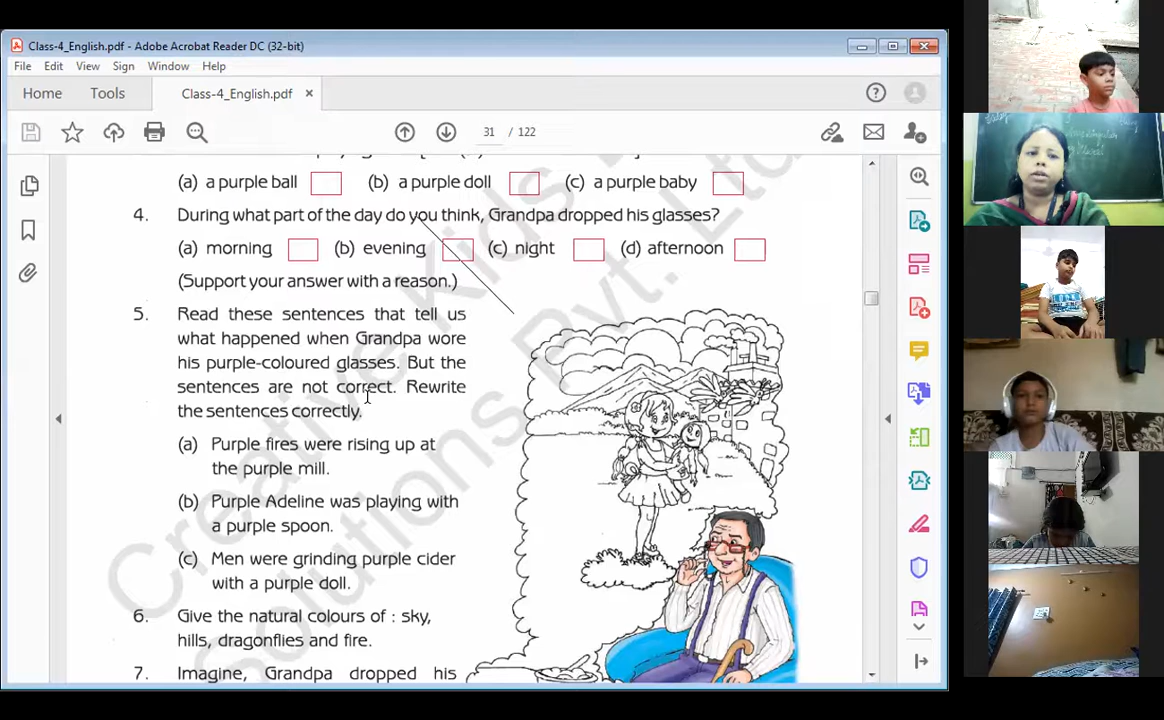 Class-4_English.pdf - Adobe Acrobat Reader DC (32-bit)
File Edit View Sign Window Help
Home Tools Class-4_English.pdf ×
31 / 122
(a) a purple ball (b) a purple doll (c) a purple baby
4. During what part of the day do you think, Grandpa dropped his glasses?
(a) morning (b) evening (c) night (d) afternoon
(Support your answer with a reason.)
5. Read these sentences that tell us
what happened when Grandpa wore
his purple-coloured glasses. But the
sentences are not correct. Rewrite
the sentences correctly.
(a) Purple fires were rising up at
the purple mill.
(b) Purple Adeline was playing with
a purple spoon.
(c) Men were grinding purple cider
with a purple doll.
6. Give the natural colours of : sky,
hills, dragonflies and fire.
7. Imagine, Grandpa dropped his
Creative Kids
Solutions Pvt. Ltd.